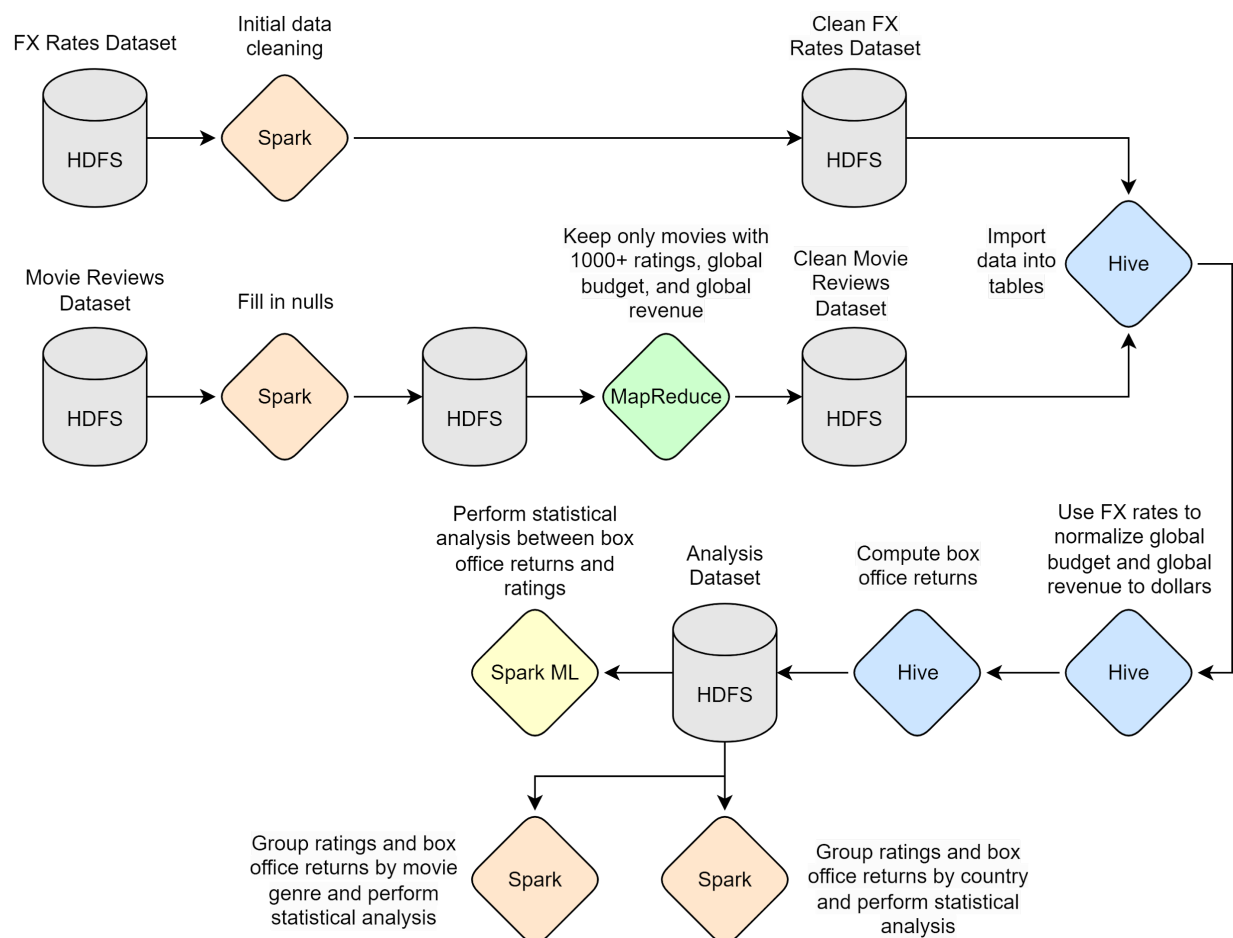 FX Rates Dataset
HDFS
Initial data
cleaning
Spark
Clean FX
Rates Dataset
HDFS
Import
data into
tables
Hive
Movie Reviews
Dataset
HDFS
Fill in nulls
Spark
HDFS
Keep only movies with
1000+ ratings, global
budget, and global
revenue
MapReduce
Clean Movie
Reviews
Dataset
HDFS
Use FX rates to
normalize global
budget and global
revenue to dollars
Hive
Compute box
office returns
Hive
Analysis
Dataset
HDFS
Perform statistical
analysis between box
office returns and
ratings
Spark ML
Group ratings and box
office returns by movie
genre and perform
statistical analysis
Spark
Spark
Group ratings and box
office returns by country
and perform statistical
analysis